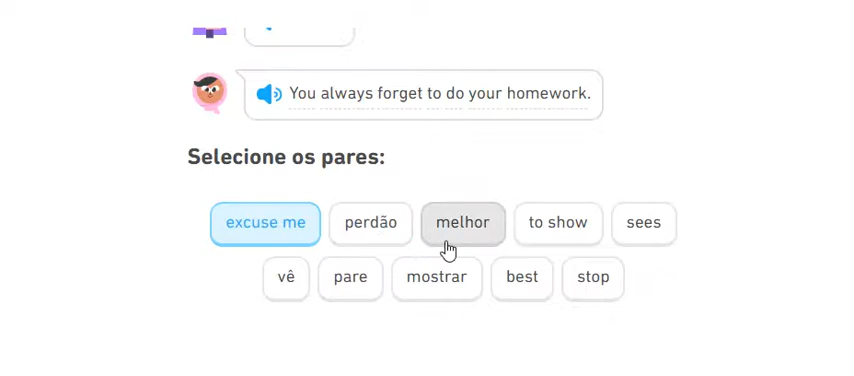 You always forget to do your homework.
Selecione os pares:
excuse me perdão melhor to show sees
vê pare mostrar best stop